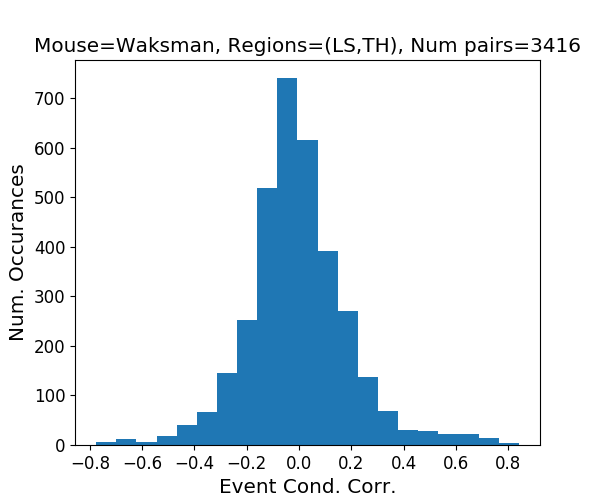 Mouse=Waksman, Regions=(LS,TH), Num pairs=3416
Num. Occurances
700
600
500
400
300
200
100
0
−0.8 −0.6 −0.4 −0.2 0.0 0.2 0.4 0.6 0.8
Event Cond. Corr.